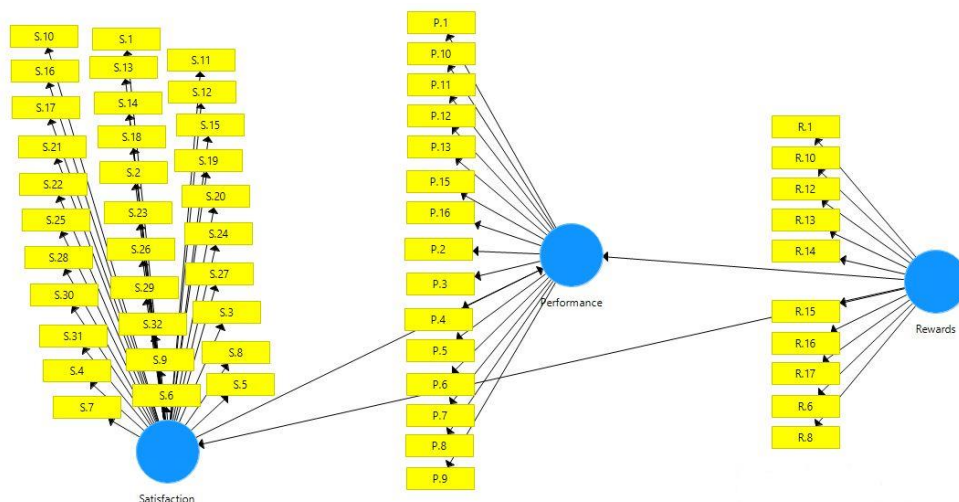 S.10
S.16
S.17
S.21
S.22
S.25
S.28
S.30
S.31
S.4
S.7
S.1
S.13
S.14
S.18
S.2
S.23
S.26
S.29
S.32
S.9
S.6
S.11
S.12
S.15
S.19
S.20
S.24
S.27
S.3
S.8
S.5
Satisfaction
P.1
P.10
P.11
P.12
P.13
P.15
P.16
P.2
P.3
P.4
P.5
P.6
P.7
P.8
P.9
Performance
R.1
R.10
R.12
R.13
R.14
R.15
R.16
R.17
R.6
R.8
Rewards